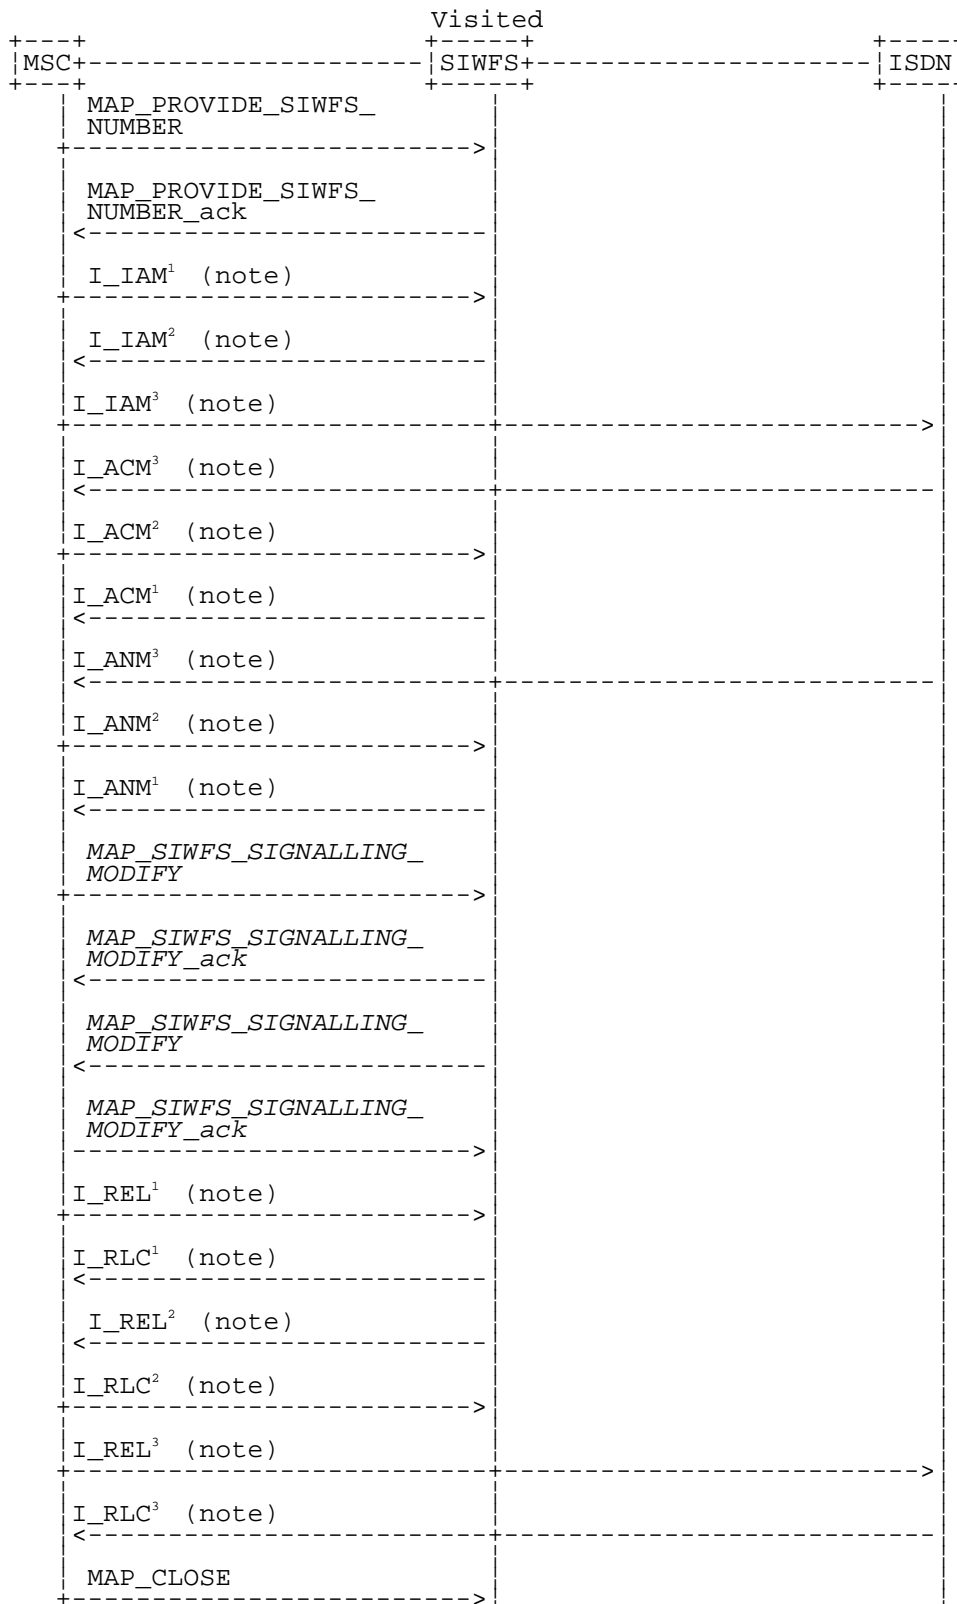 Visited
MSC SIWFS ISDN
MAP_PROVIDE_SIWFS_
NUMBER
MAP_PROVIDE_SIWFS_
NUMBER_ack
I_IAM¹ (note)
I_IAM² (note)
I_IAM³ (note)
I_ACM³ (note)
I_ACM² (note)
I_ACM¹ (note)
I_ANM³ (note)
I_ANM² (note)
I_ANM¹ (note)
MAP_SIWFS_SIGNALLING_
MODIFY
MAP_SIWFS_SIGNALLING_
MODIFY_ack
MAP_SIWFS_SIGNALLING_
MODIFY
MAP_SIWFS_SIGNALLING_
MODIFY_ack
I_REL¹ (note)
I_RLC¹ (note)
I_REL² (note)
I_RLC² (note)
I_REL³ (note)
I_RLC³ (note)
MAP_CLOSE